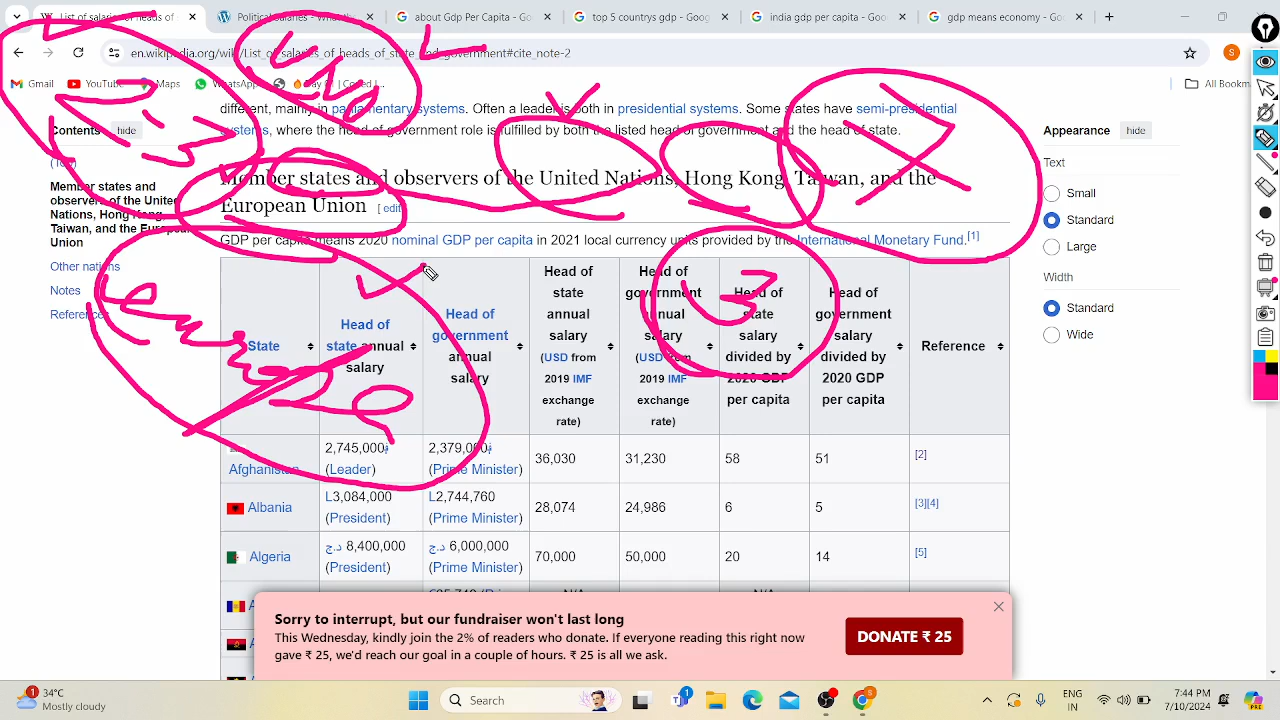 List of salaries of heads of
Political salaries - What the
about
top 5 countrys gdp
germanys economy - Go
en.wikipedia.org/wiki/List_of_salaries_of_heads_of_state_and_government#cite_note-2
Gmail
YouTube
Maps
WhatsApp
All Bookm
different, mainly in parliamentary systems. Often a leader is both in presidential systems. Some states have semi-presidential
systems, where the head of government role is fulfilled by both the listed head of government and the head of state.
Contents hide
(Top)
Member states and
observers of the United
Nations, Hong Kong,
Taiwan, and the European
Union
Other nations
Notes
References
Member states and observers of the United Nations, Hong Kong, Taiwan, and the
European Union [ edit ]
GDP per capita means 2020 nominal GDP per capita in 2021 local currency units provided by the International Monetary Fund.[1]
State
Head of
state annual
salary
Head of
government
annual
salary
Head of
state
annual
salary
(USD from
2019 IMF
exchange
rate)
Head of
government
annual
salary
(USD from
2019 IMF
exchange
rate)
Head of
state
salary
divided by
2020 GDP
per capita
Head of
government
salary
divided by
2020 GDP
per capita
Reference
Afghanistan
2,745,000؋
(Leader)
2,379,000؋
(Prime Minister)
36,030
31,230
58
51
[2]
Albania
L3,084,000
(President)
L2,744,760
(Prime Minister)
28,074
24,986
6
5
[3][4]
Algeria
د.ج 8,400,000
(President)
د.ج 6,000,000
(Prime Minister)
70,000
50,000
20
14
[5]
Appearance hide
Text
Small
Standard
Large
Width
Standard
Wide
Sorry to interrupt, but our fundraiser won't last long
This Wednesday, kindly join the 2% of readers who donate. If everyone reading this right now
gave ₹ 25, we'd reach our goal in a couple of hours. ₹ 25 is all we ask.
DONATE ₹ 25
34°C
Mostly cloudy
Search
ENG
IN
7:44 PM
7/10/2024